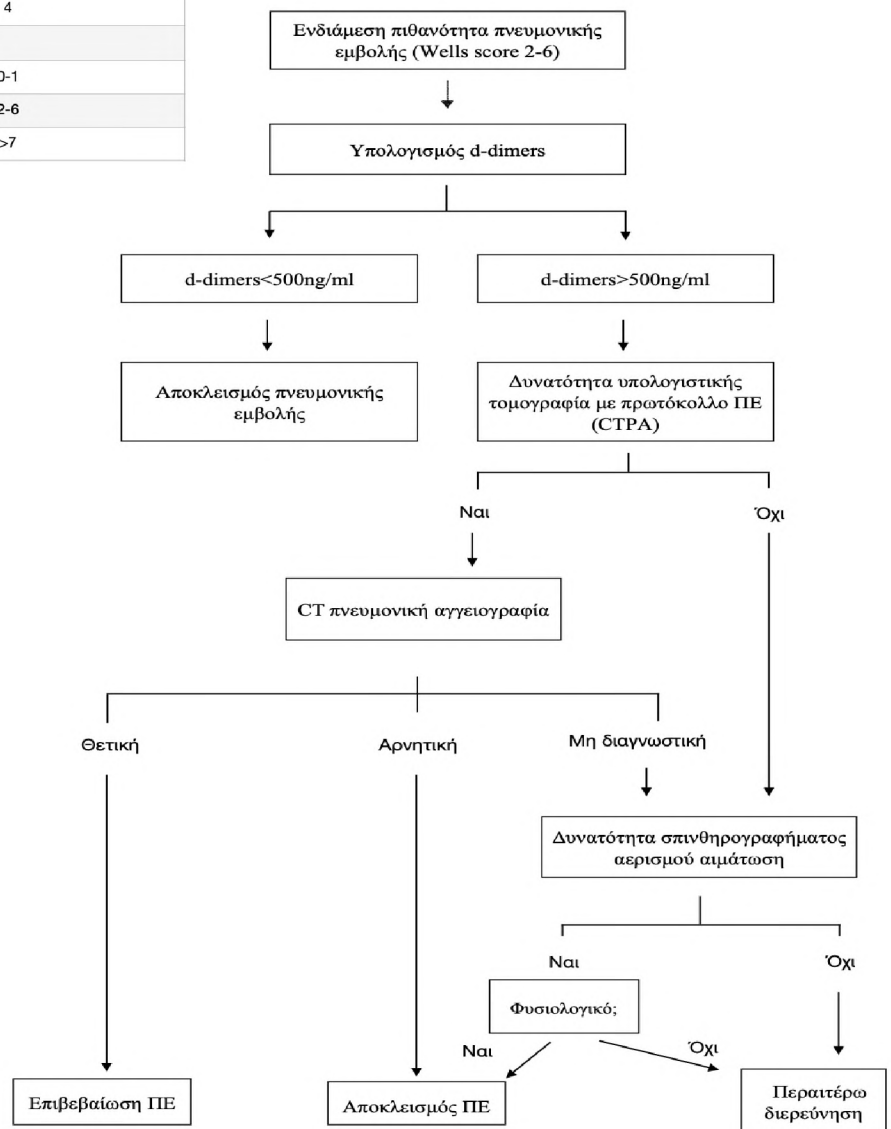 4
0-1
2-6
>7
Ενδιάμεση πιθανότητα πνευμονικής
εμβολής (Wells score 2-6)
Υπολογισμός d-dimers
d-dimers<500ng/ml
d-dimers>500ng/ml
Αποκλεισμός πνευμονικής
εμβολής
Δυνατότητα υπολογιστικής
τομογραφία με πρωτόκολλο ΠΕ
(CTPA)
Ναι
Όχι
CT πνευμονική αγγειογραφία
Θετική
Αρνητική
Μη διαγνωστική
Δυνατότητα σπινθηρογραφήματος
αερισμού αιμάτωση
Ναι
Όχι
Φυσιολογικό;
Ναι
Όχι
Επιβεβαίωση ΠΕ
Αποκλεισμός ΠΕ
Περαιτέρω
διερεύνηση